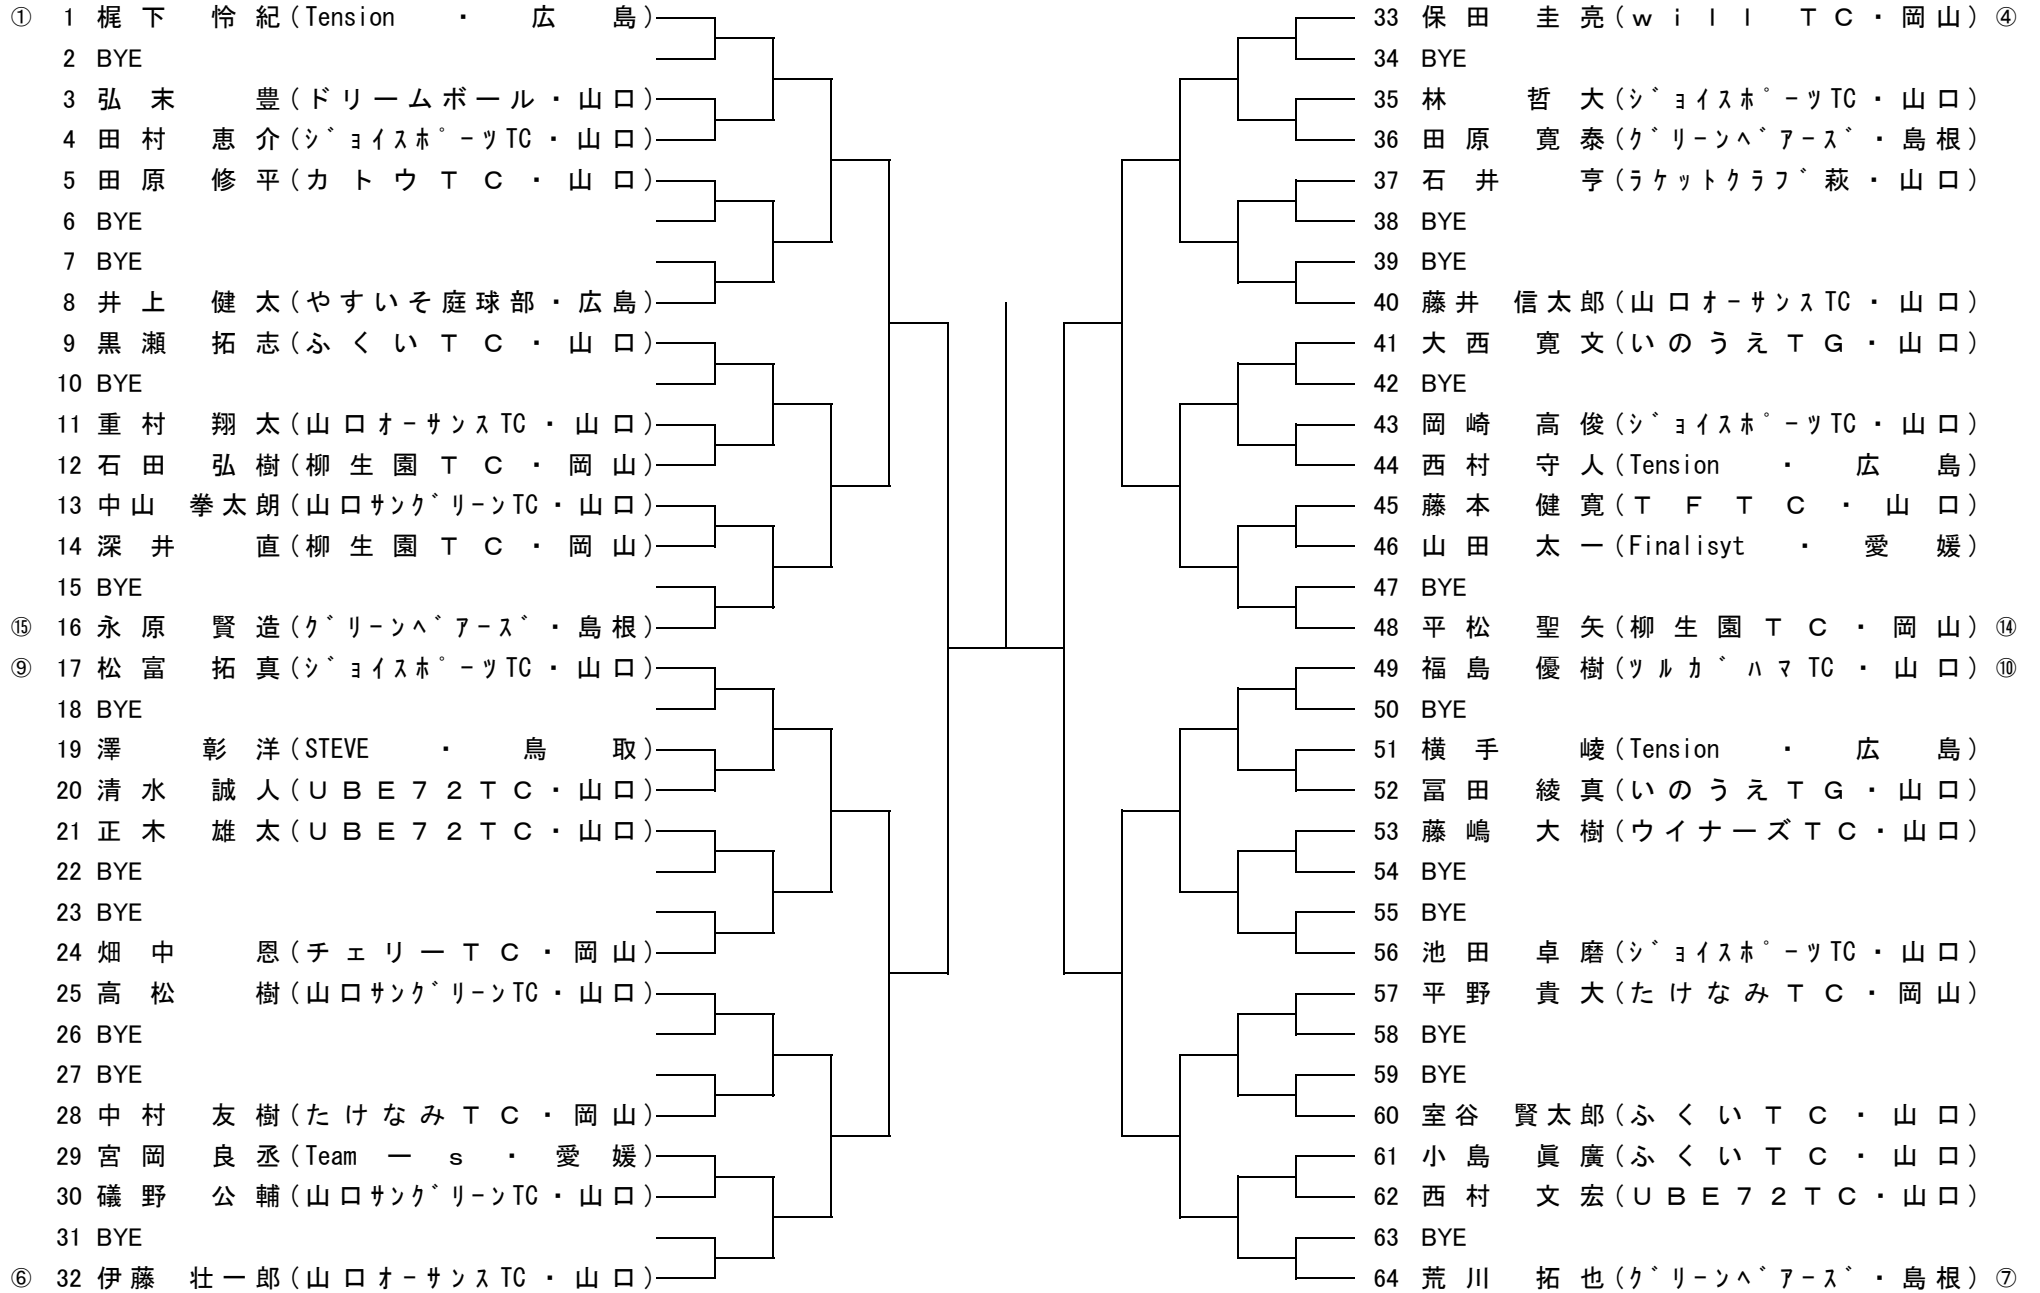 ① 1 梶下 怜紀(Tension ・ 広島)
2 BYE
3 弘末 豊(ドリームボール・山口)
4 田村 恵介(ｼﾞｮｲｽﾎﾟｰﾂTC・山口)
5 田原 修平(カトウTC・山口)
6 BYE
7 BYE
8 井上 健太(やすいそ庭球部・広島)
9 黒瀬 拓志(ふくいTC・山口)
10 BYE
11 重村 翔太(山口ｵｰｻﾝｽTC・山口)
12 石田 弘樹(柳生園TC・岡山)
13 中山 拳太朗(山口ｻﾝｸﾞﾘｰﾝTC・山口)
14 深井 直(柳生園TC・岡山)
15 BYE
⑮ 16 永原 賢造(ｸﾞﾘｰﾝﾍﾞｱｰｽﾞ・島根)
⑨ 17 松富 拓真(ｼﾞｮｲｽﾎﾟｰﾂTC・山口)
18 BYE
19 澤 彰洋(STEVE ・ 鳥取)
20 清水 誠人(UBE72TC・山口)
21 正木 雄太(UBE72TC・山口)
22 BYE
23 BYE
24 畑中 恩(チェリーTC・岡山)
25 高松 樹(山口ｻﾝｸﾞﾘｰﾝTC・山口)
26 BYE
27 BYE
28 中村 友樹(たけなみTC・岡山)
29 宮岡 良丞(Team ー s ・ 愛媛)
30 礒野 公輔(山口ｻﾝｸﾞﾘｰﾝTC・山口)
31 BYE
⑥ 32 伊藤 壮一郎(山口ｵｰｻﾝｽTC・山口)
33 保田 圭亮(will TC・岡山) ④
34 BYE
35 林 哲大(ｼﾞｮｲｽﾎﾟｰﾂTC・山口)
36 田原 寛泰(ｸﾞﾘｰﾝﾍﾞｱｰｽﾞ・島根)
37 石井 亨(ﾗｹｯﾄｸﾗﾌﾞ萩・山口)
38 BYE
39 BYE
40 藤井 信太郎(山口ｵｰｻﾝｽTC・山口)
41 大西 寛文(いのうえTG・山口)
42 BYE
43 岡崎 高俊(ｼﾞｮｲｽﾎﾟｰﾂTC・山口)
44 西村 守人(Tension ・ 広島)
45 藤本 健寛(TFTC・山口)
46 山田 太一(Finalisyt ・ 愛媛)
47 BYE
48 平松 聖矢(柳生園TC・岡山) ⑭
49 福島 優樹(ﾂﾙｶﾞﾊﾏTC・山口) ⑩
50 BYE
51 横手 崚(Tension ・ 広島)
52 冨田 綾真(いのうえTG・山口)
53 藤嶋 大樹(ウイナーズTC・山口)
54 BYE
55 BYE
56 池田 卓磨(ｼﾞｮｲｽﾎﾟｰﾂTC・山口)
57 平野 貴大(たけなみTC・岡山)
58 BYE
59 BYE
60 室谷 賢太郎(ふくいTC・山口)
61 小島 眞廣(ふくいTC・山口)
62 西村 文宏(UBE72TC・山口)
63 BYE
64 荒川 拓也(ｸﾞﾘｰﾝﾍﾞｱｰｽﾞ・島根) ⑦